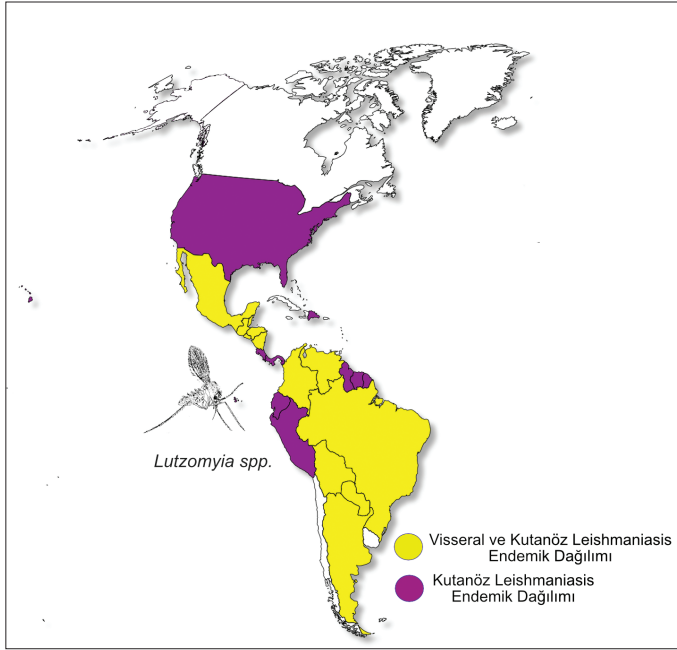 Lutzomyia spp.
Visseral ve Kutanöz Leishmaniasis
Endemik Dağılımı
Kutanöz Leishmaniasis
Endemik Dağılımı